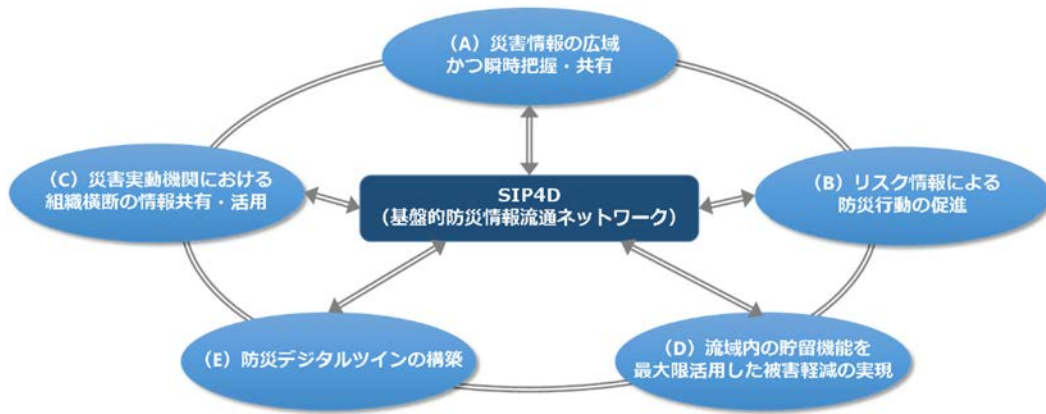 （A）災害情報の広域
かつ瞬時把握・共有
（C）災害実動機関における
組織横断の情報共有・活用
SIP4D
（基盤的防災情報流通ネットワーク）
（B）リスク情報による
防災行動の促進
（E）防災デジタルツインの構築
（D）流域内の貯留機能を
最大限活用した被害軽減の実現